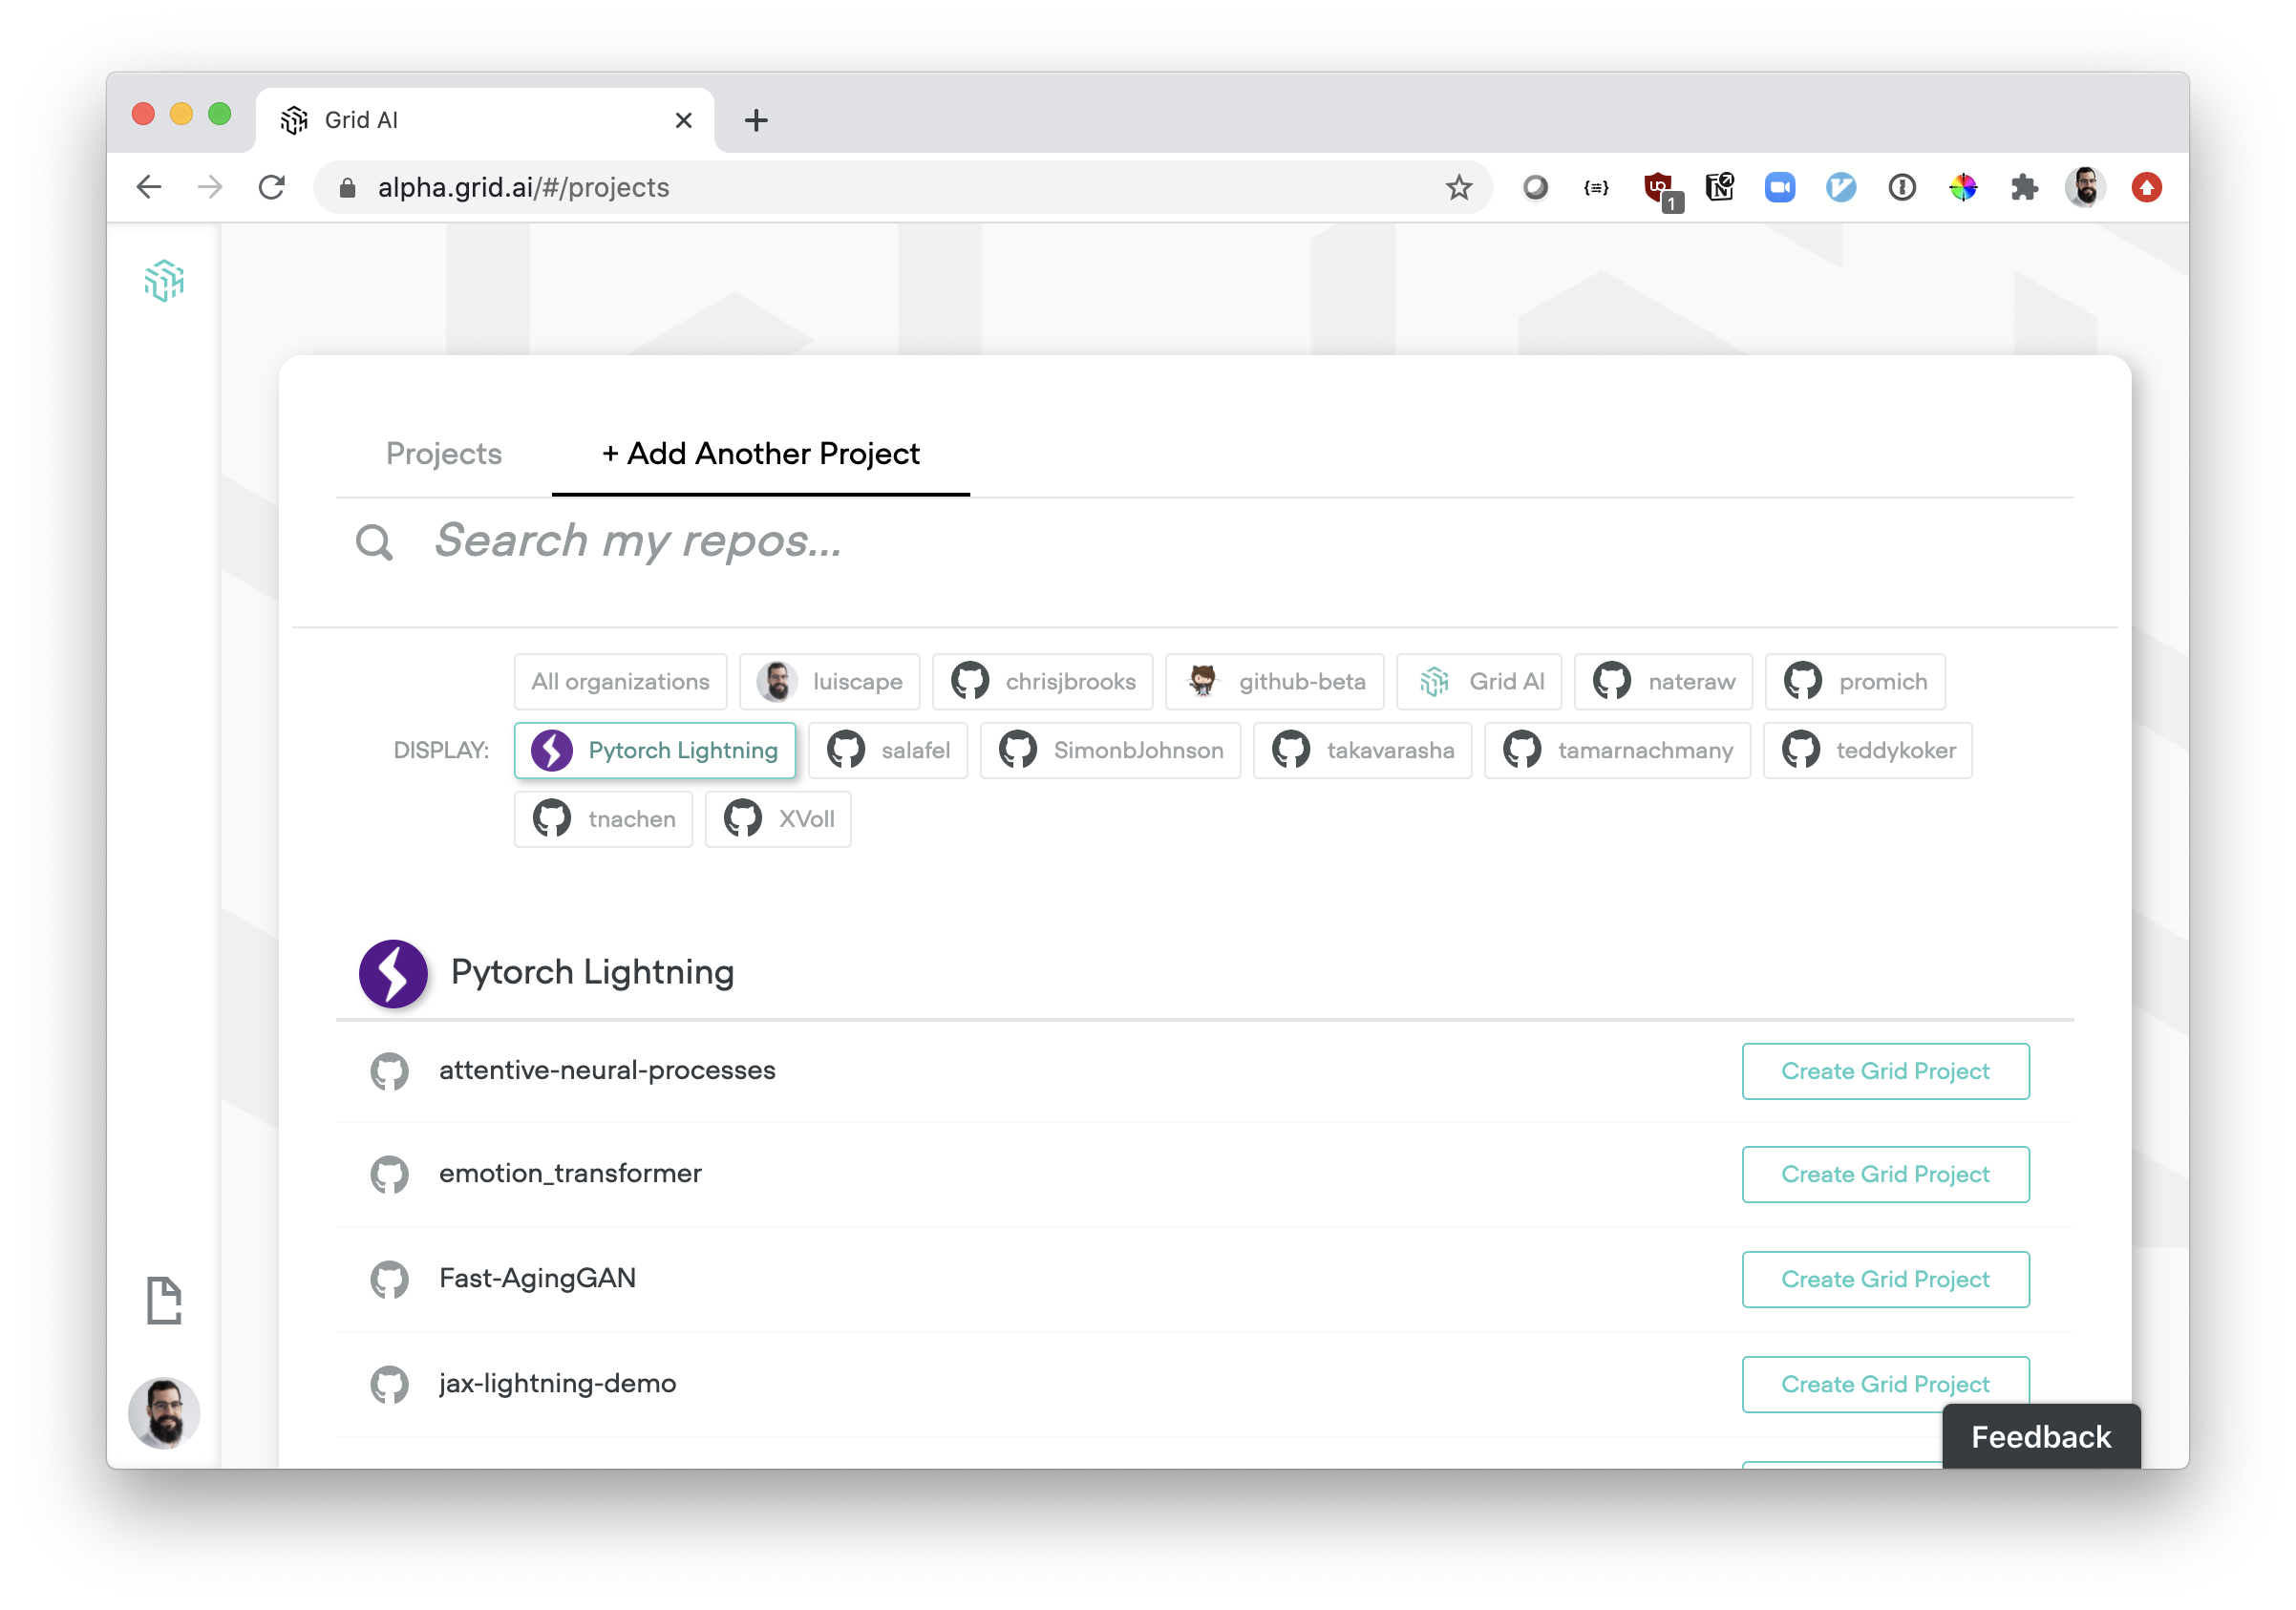 Grid AI
alpha.grid.ai/#/projects
1
Projects + Add Another Project
Search my repos...
All organizations luiscape chrisjbrooks github-beta Grid AI nateraw promich
DISPLAY: Pytorch Lightning salafel SimonbJohnson takavarasha tamarnachmany teddykoker
tnachen XVoll
Pytorch Lightning
attentive-neural-processes Create Grid Project
emotion_transformer Create Grid Project
Fast-AgingGAN Create Grid Project
jax-lightning-demo Create Grid Project
Feedback